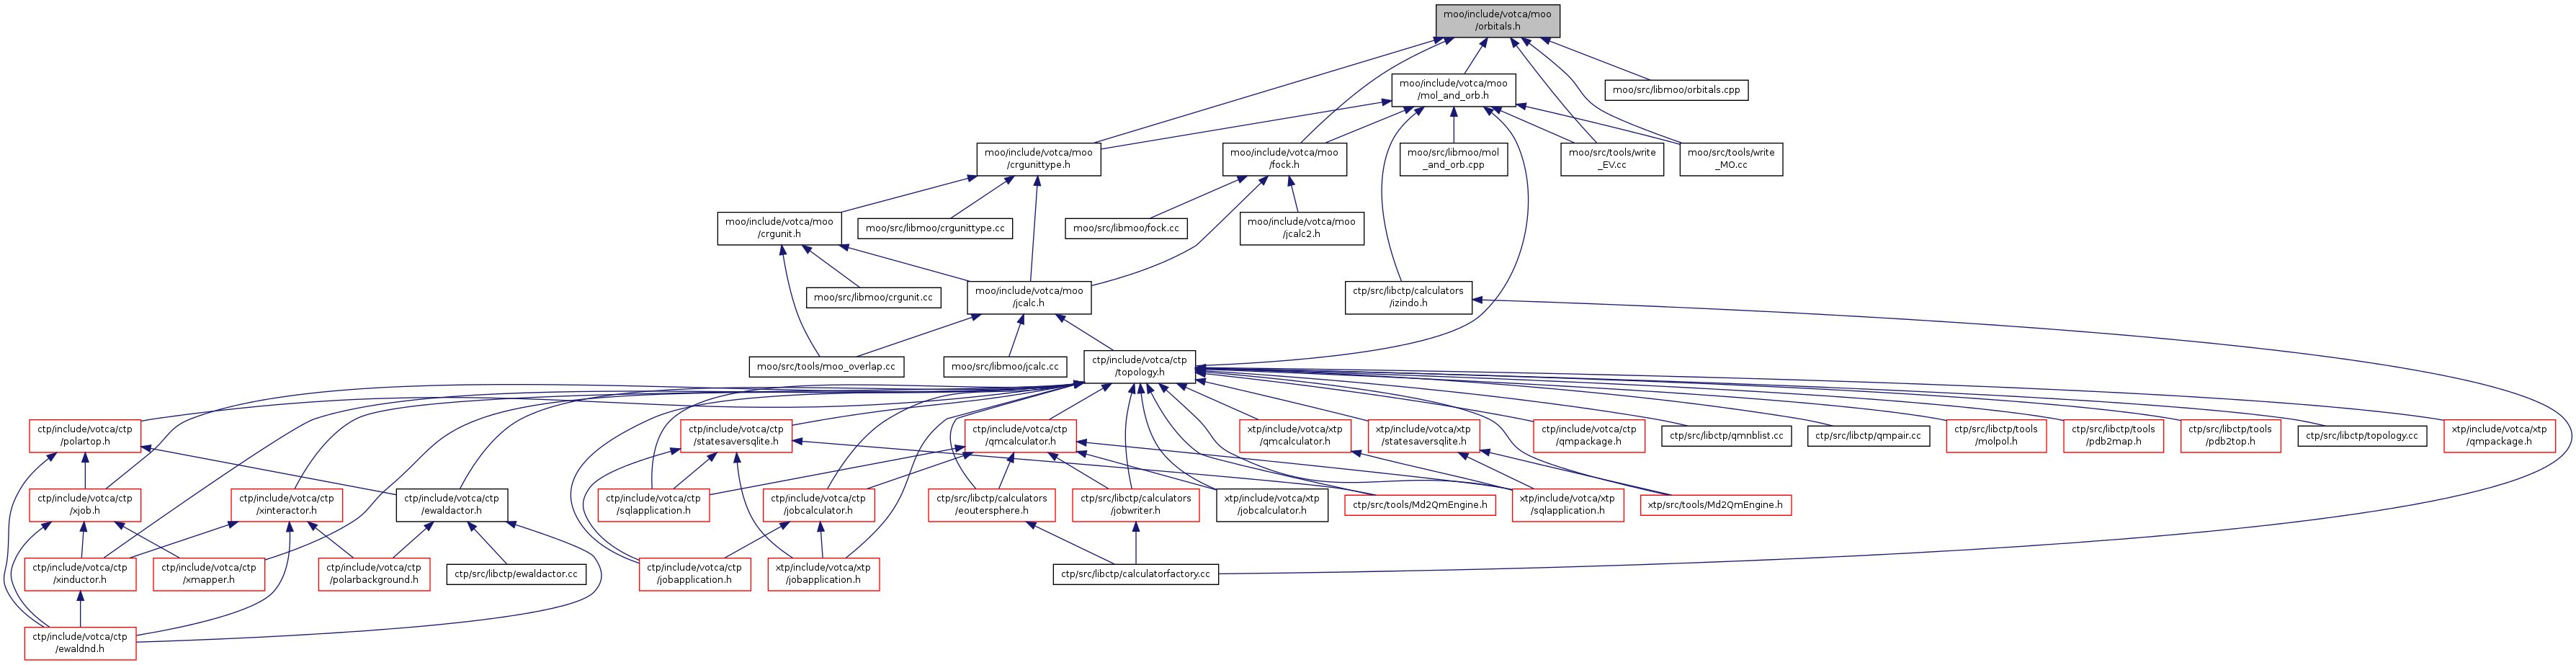 moo/include/votca/moo
/orbitals.h
moo/include/votca/moo
/mol_and_orb.h
moo/src/libmoo/orbitals.cpp
moo/include/votca/moo
/crgunittype.h
moo/include/votca/moo
/fock.h
moo/src/libmoo/mol
_and_orb.cpp
moo/src/tools/write
_EV.cc
moo/src/tools/write
_MO.cc
moo/include/votca/moo
/crgunit.h
moo/src/libmoo/crgunittype.cc
moo/src/libmoo/fock.cc
moo/include/votca/moo
/jcalc2.h
moo/src/libmoo/crgunit.cc
moo/include/votca/moo
/jcalc.h
ctp/src/libctp/calculators
/izindo.h
moo/src/tools/moo_overlap.cc
moo/src/libmoo/jcalc.cc
ctp/include/votca/ctp
/topology.h
ctp/include/votca/ctp
/polartop.h
ctp/include/votca/ctp
/statesaversqlite.h
ctp/include/votca/ctp
/qmcalculator.h
xtp/include/votca/xtp
/qmcalculator.h
xtp/include/votca/xtp
/statesaversqlite.h
ctp/include/votca/ctp
/qmpackage.h
ctp/src/libctp/qmnblist.cc
ctp/src/libctp/qmpair.cc
ctp/src/libctp/tools
/molpol.h
ctp/src/libctp/tools
/pdb2map.h
ctp/src/libctp/tools
/pdb2top.h
ctp/src/libctp/topology.cc
xtp/include/votca/xtp
/qmpackage.h
ctp/include/votca/ctp
/xjob.h
ctp/include/votca/ctp
/xinteractor.h
ctp/include/votca/ctp
/ewaldactor.h
ctp/include/votca/ctp
/sqlapplication.h
ctp/include/votca/ctp
/jobcalculator.h
ctp/src/libctp/calculators
/eoutersphere.h
ctp/src/libctp/calculators
/jobwriter.h
xtp/include/votca/xtp
/jobcalculator.h
ctp/src/tools/Md2QmEngine.h
xtp/include/votca/xtp
/sqlapplication.h
xtp/src/tools/Md2QmEngine.h
ctp/include/votca/ctp
/xinductor.h
ctp/include/votca/ctp
/xmapper.h
ctp/include/votca/ctp
/polarbackground.h
ctp/src/libctp/ewaldactor.cc
ctp/include/votca/ctp
/jobapplication.h
xtp/include/votca/xtp
/jobapplication.h
ctp/src/libctp/calculatorfactory.cc
ctp/include/votca/ctp
/ewaldnd.h